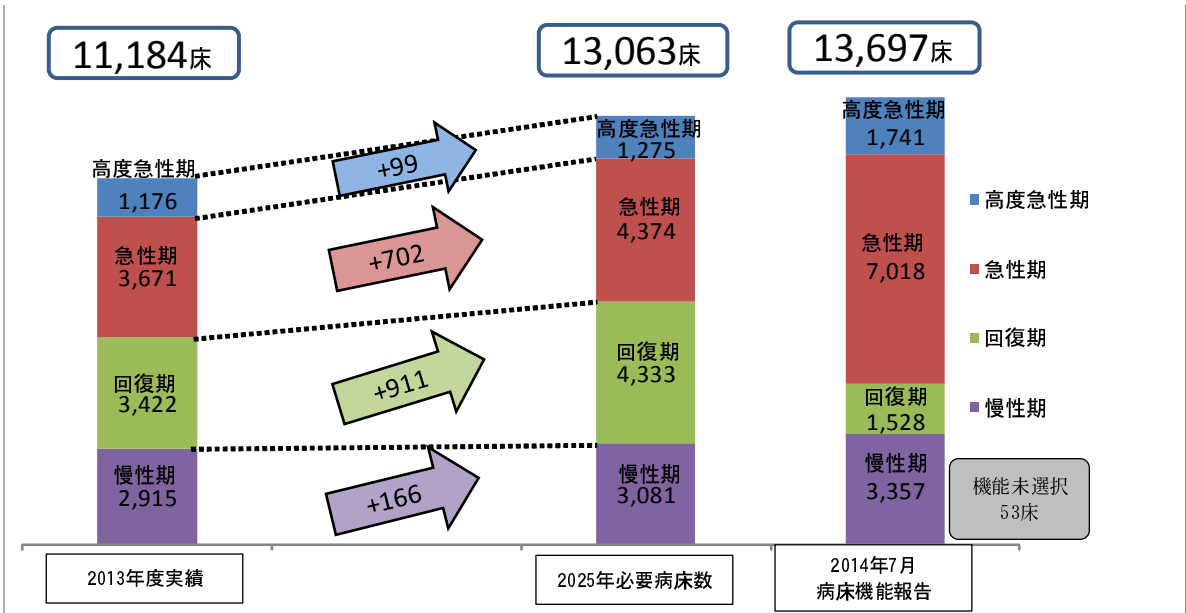 11,184床
13,063床
13,697床
高度急性期
1,176
急性期
3,671
回復期
3,422
慢性期
2,915
+99
+702
+911
+166
高度急性期
1,275
急性期
4,374
回復期
4,333
慢性期
3,081
高度急性期
1,741
急性期
7,018
回復期
1,528
慢性期
3,357
高度急性期
急性期
回復期
慢性期
機能未選択
53床
2013年度実績
2025年必要病床数
2014年7月
病床機能報告